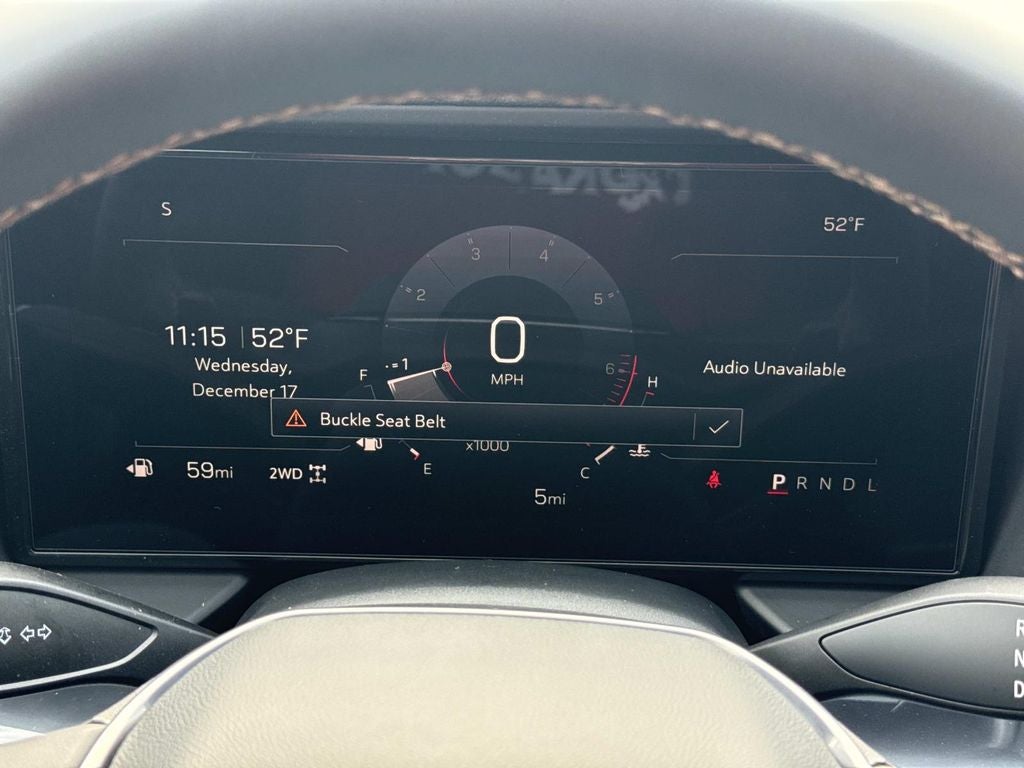 S
52°F
3 4
2 5
11:15 | 52°F
Wednesday,
December 17
0
MPH
1
6
F
H
Audio Unavailable
Buckle Seat Belt
x1000
E
C
59mi
2WD
5mi
P R N D L
R
N
D